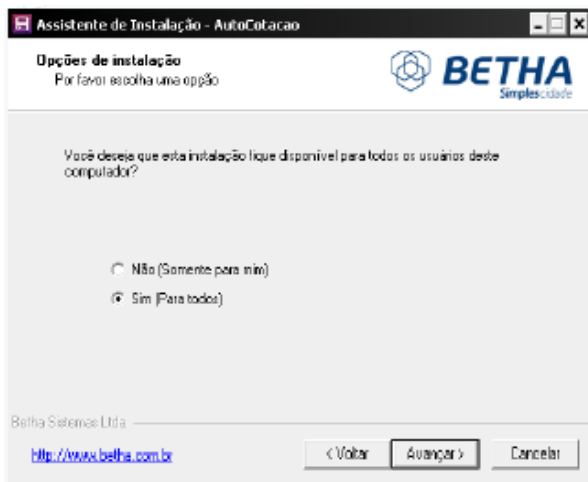 Assistente de Instalação - AutoCotacao
Opções de instalação
Por favor escolha uma opção
BETHA
Simplescidade
Você deseja que esta instalação fique disponível para todos os usuários deste
computador?
Não (Somente para mim)
Sim (Para todos)
Betha Sistemas Ltda
http://www.betha.com.br
< Voltar
Avançar >
Cancelar